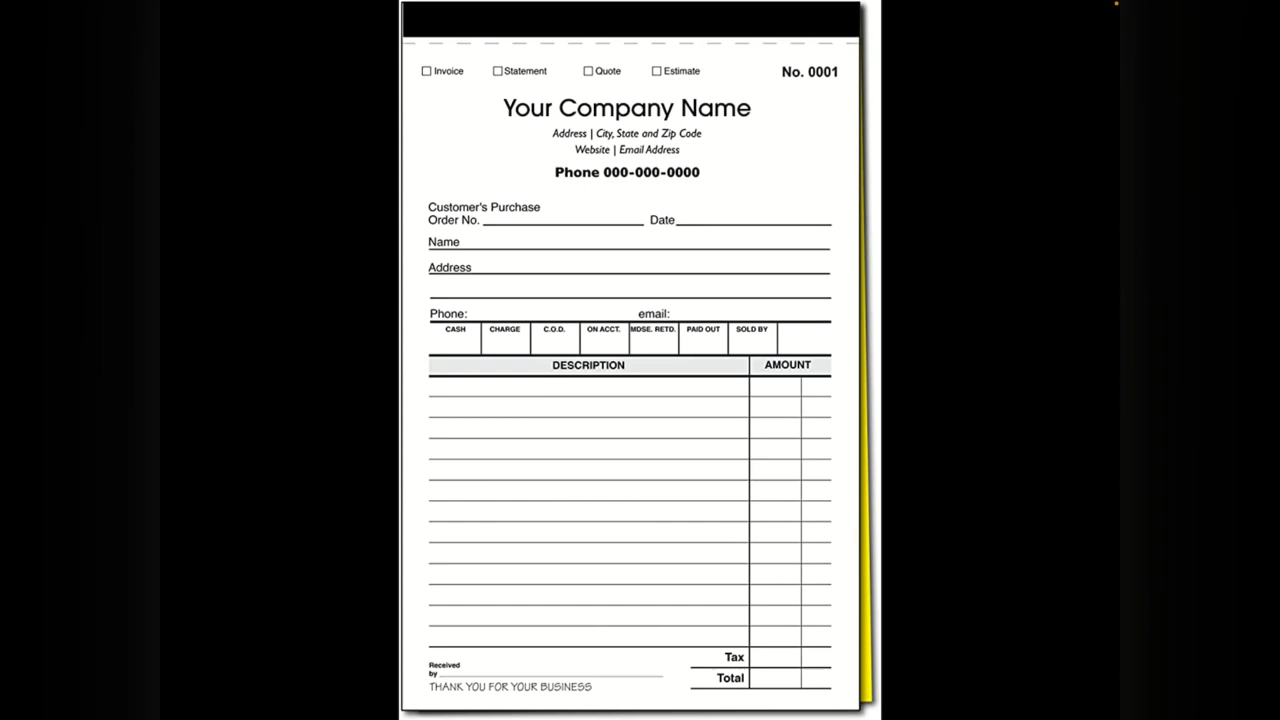 Invoice Statement Quote Estimate No. 0001
Your Company Name
Address | City, State and Zip Code
Website | Email Address
Phone 000-000-0000
Customer's Purchase
Order No. Date
Name
Address
Phone: email:
CASH CHARGE C.O.D. ON ACCT. MDSE. RETD. PAID OUT SOLD BY
DESCRIPTION AMOUNT
Tax
Received
by
Total
THANK YOU FOR YOUR BUSINESS